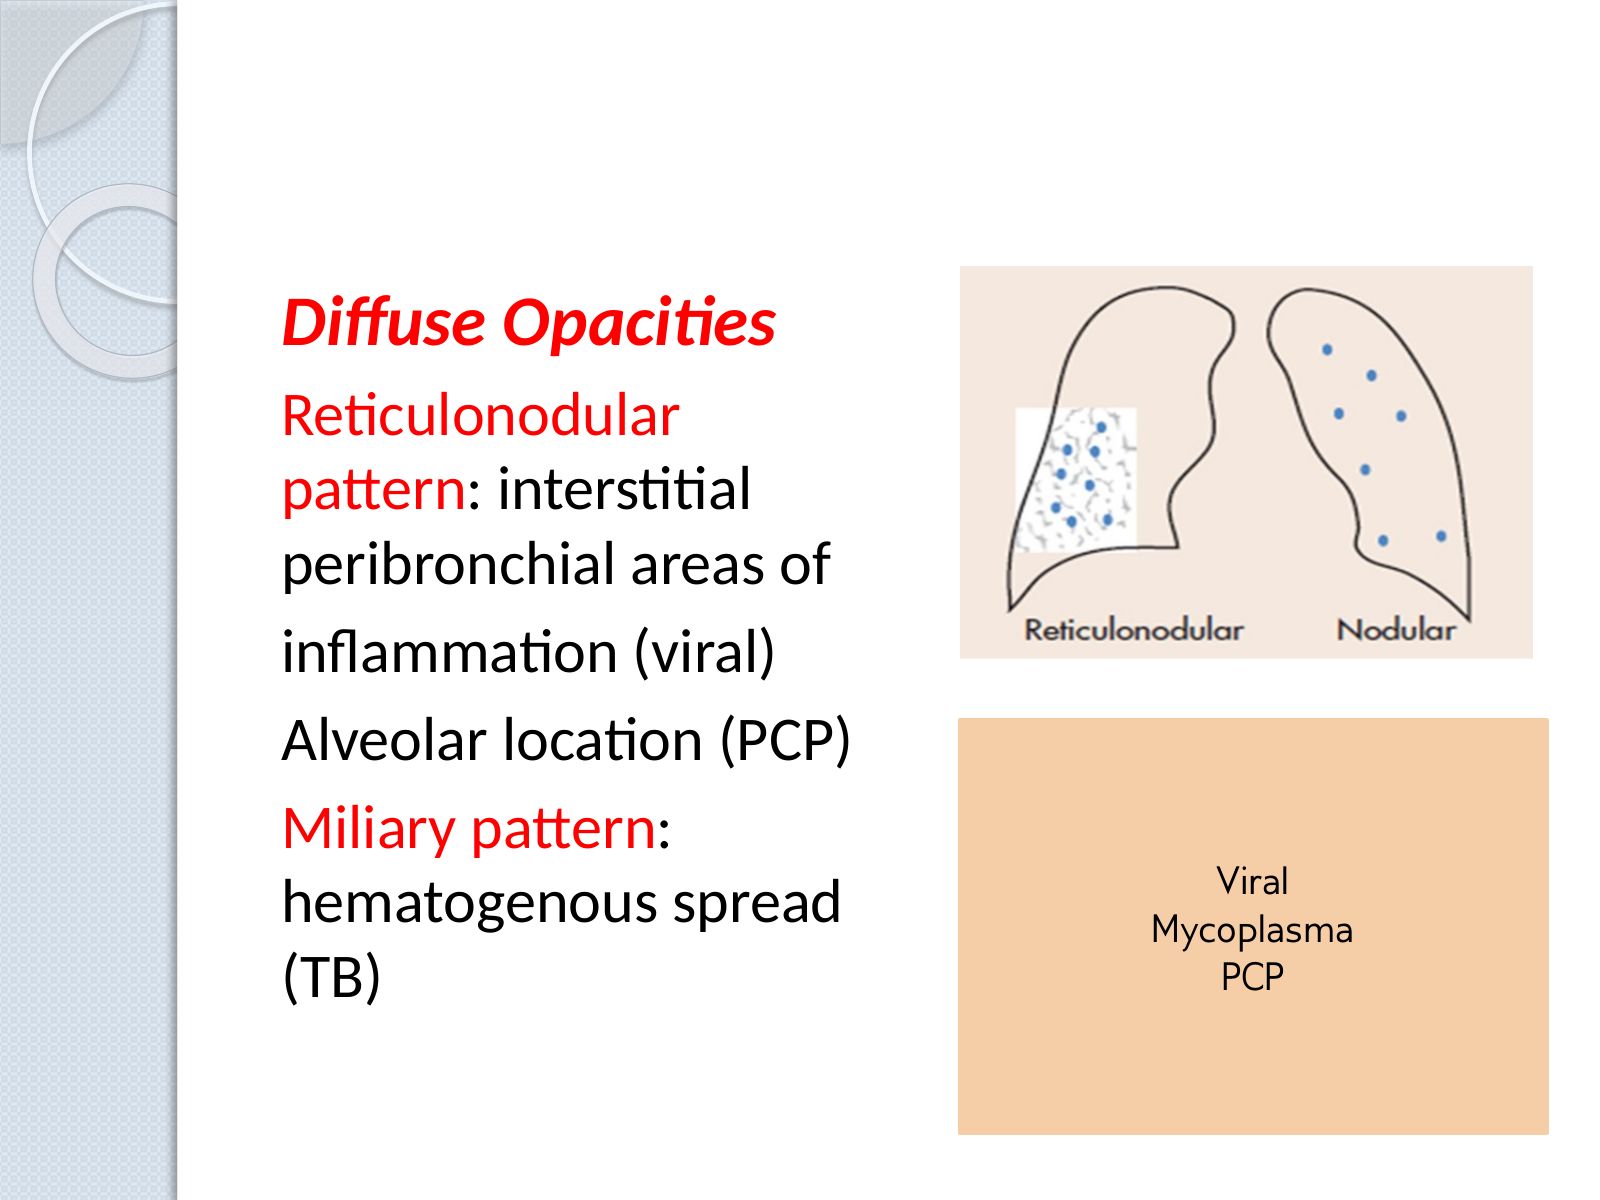 Diffuse Opacities
Reticulonodular
pattern: interstitial
peribronchial areas of
inflammation (viral)
Alveolar location (PCP)
Miliary pattern:
hematogenous spread
(TB)
Reticulonodular
Nodular
Viral
Mycoplasma
PCP